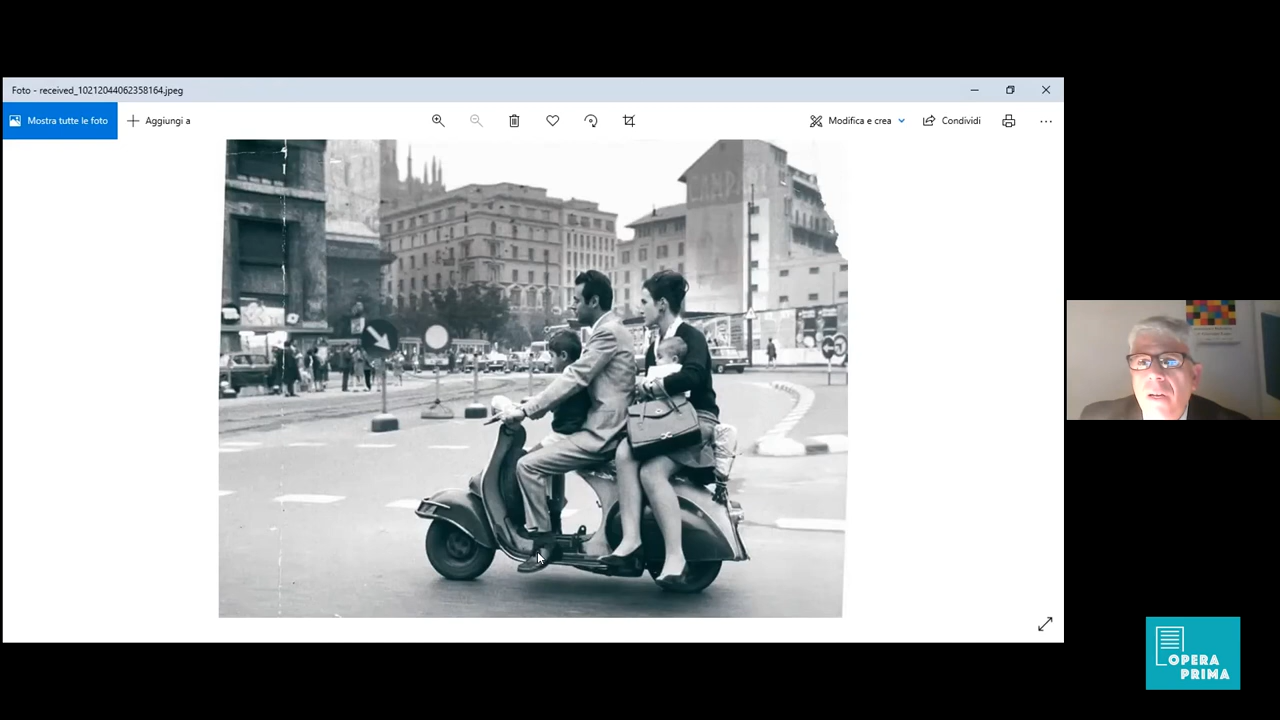 Foto - received_10212044062358164.jpeg
Mostra tutte le foto
Aggiungi a
Modifica e crea
Condividi
OPERA
PRIMA